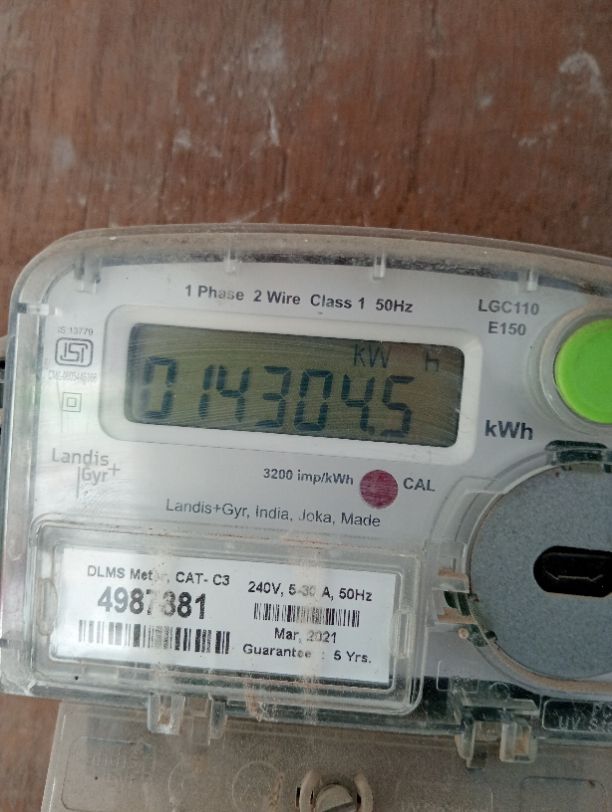 1 Phase 2 Wire Class 1 50Hz
LGC110
E150
IS 13779
ISI
kW h
014304.5
kWh
Landis
Gyr+
3200 imp/kWh
CAL
Landis+Gyr, India, Joka, Made
DLMS Meter, CAT- C3
240V, 5-30 A, 50Hz
Mar, 2021
Guarantee : 5 Yrs.